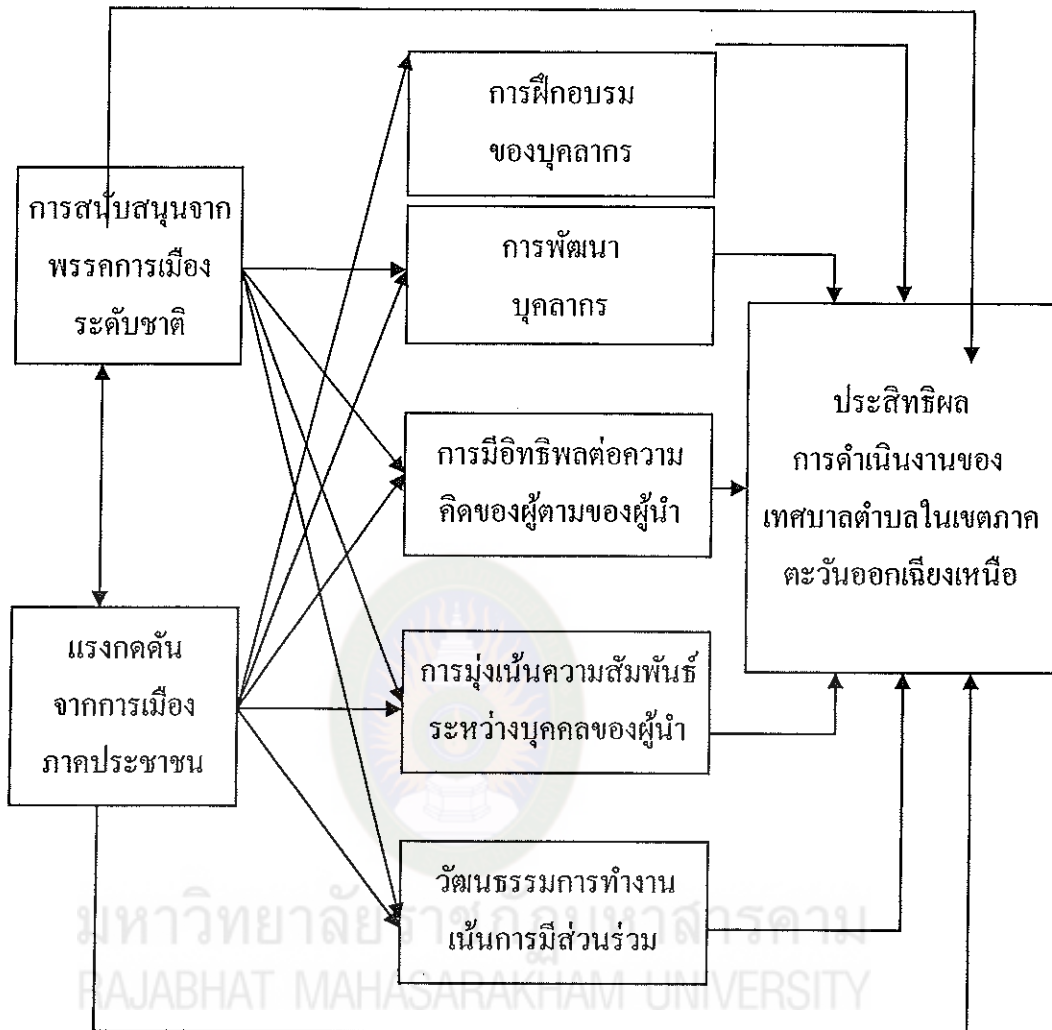 การฝึกอบรม
ของบุคลากร
การสนับสนุนจาก
พรรคการเมือง
ระดับชาติ
การพัฒนา
บุคลากร
การมีอิทธิพลต่อความ
คิดของผู้ตามของผู้นำ
ประสิทธิผล
การดำเนินงานของ
เทศบาลตำบลในเขตภาค
ตะวันออกเฉียงเหนือ
แรงกดดัน
จากการเมือง
ภาคประชาชน
การมุ่งเน้นความสัมพันธ์
ระหว่างบุคคลของผู้นำ
วัฒนธรรมการทำงาน
เน้นการมีส่วนร่วม
มหาวิทยาลัยราชภัฏมหาสารคาม
RAJABHAT MAHASARAKHAM UNIVERSITY